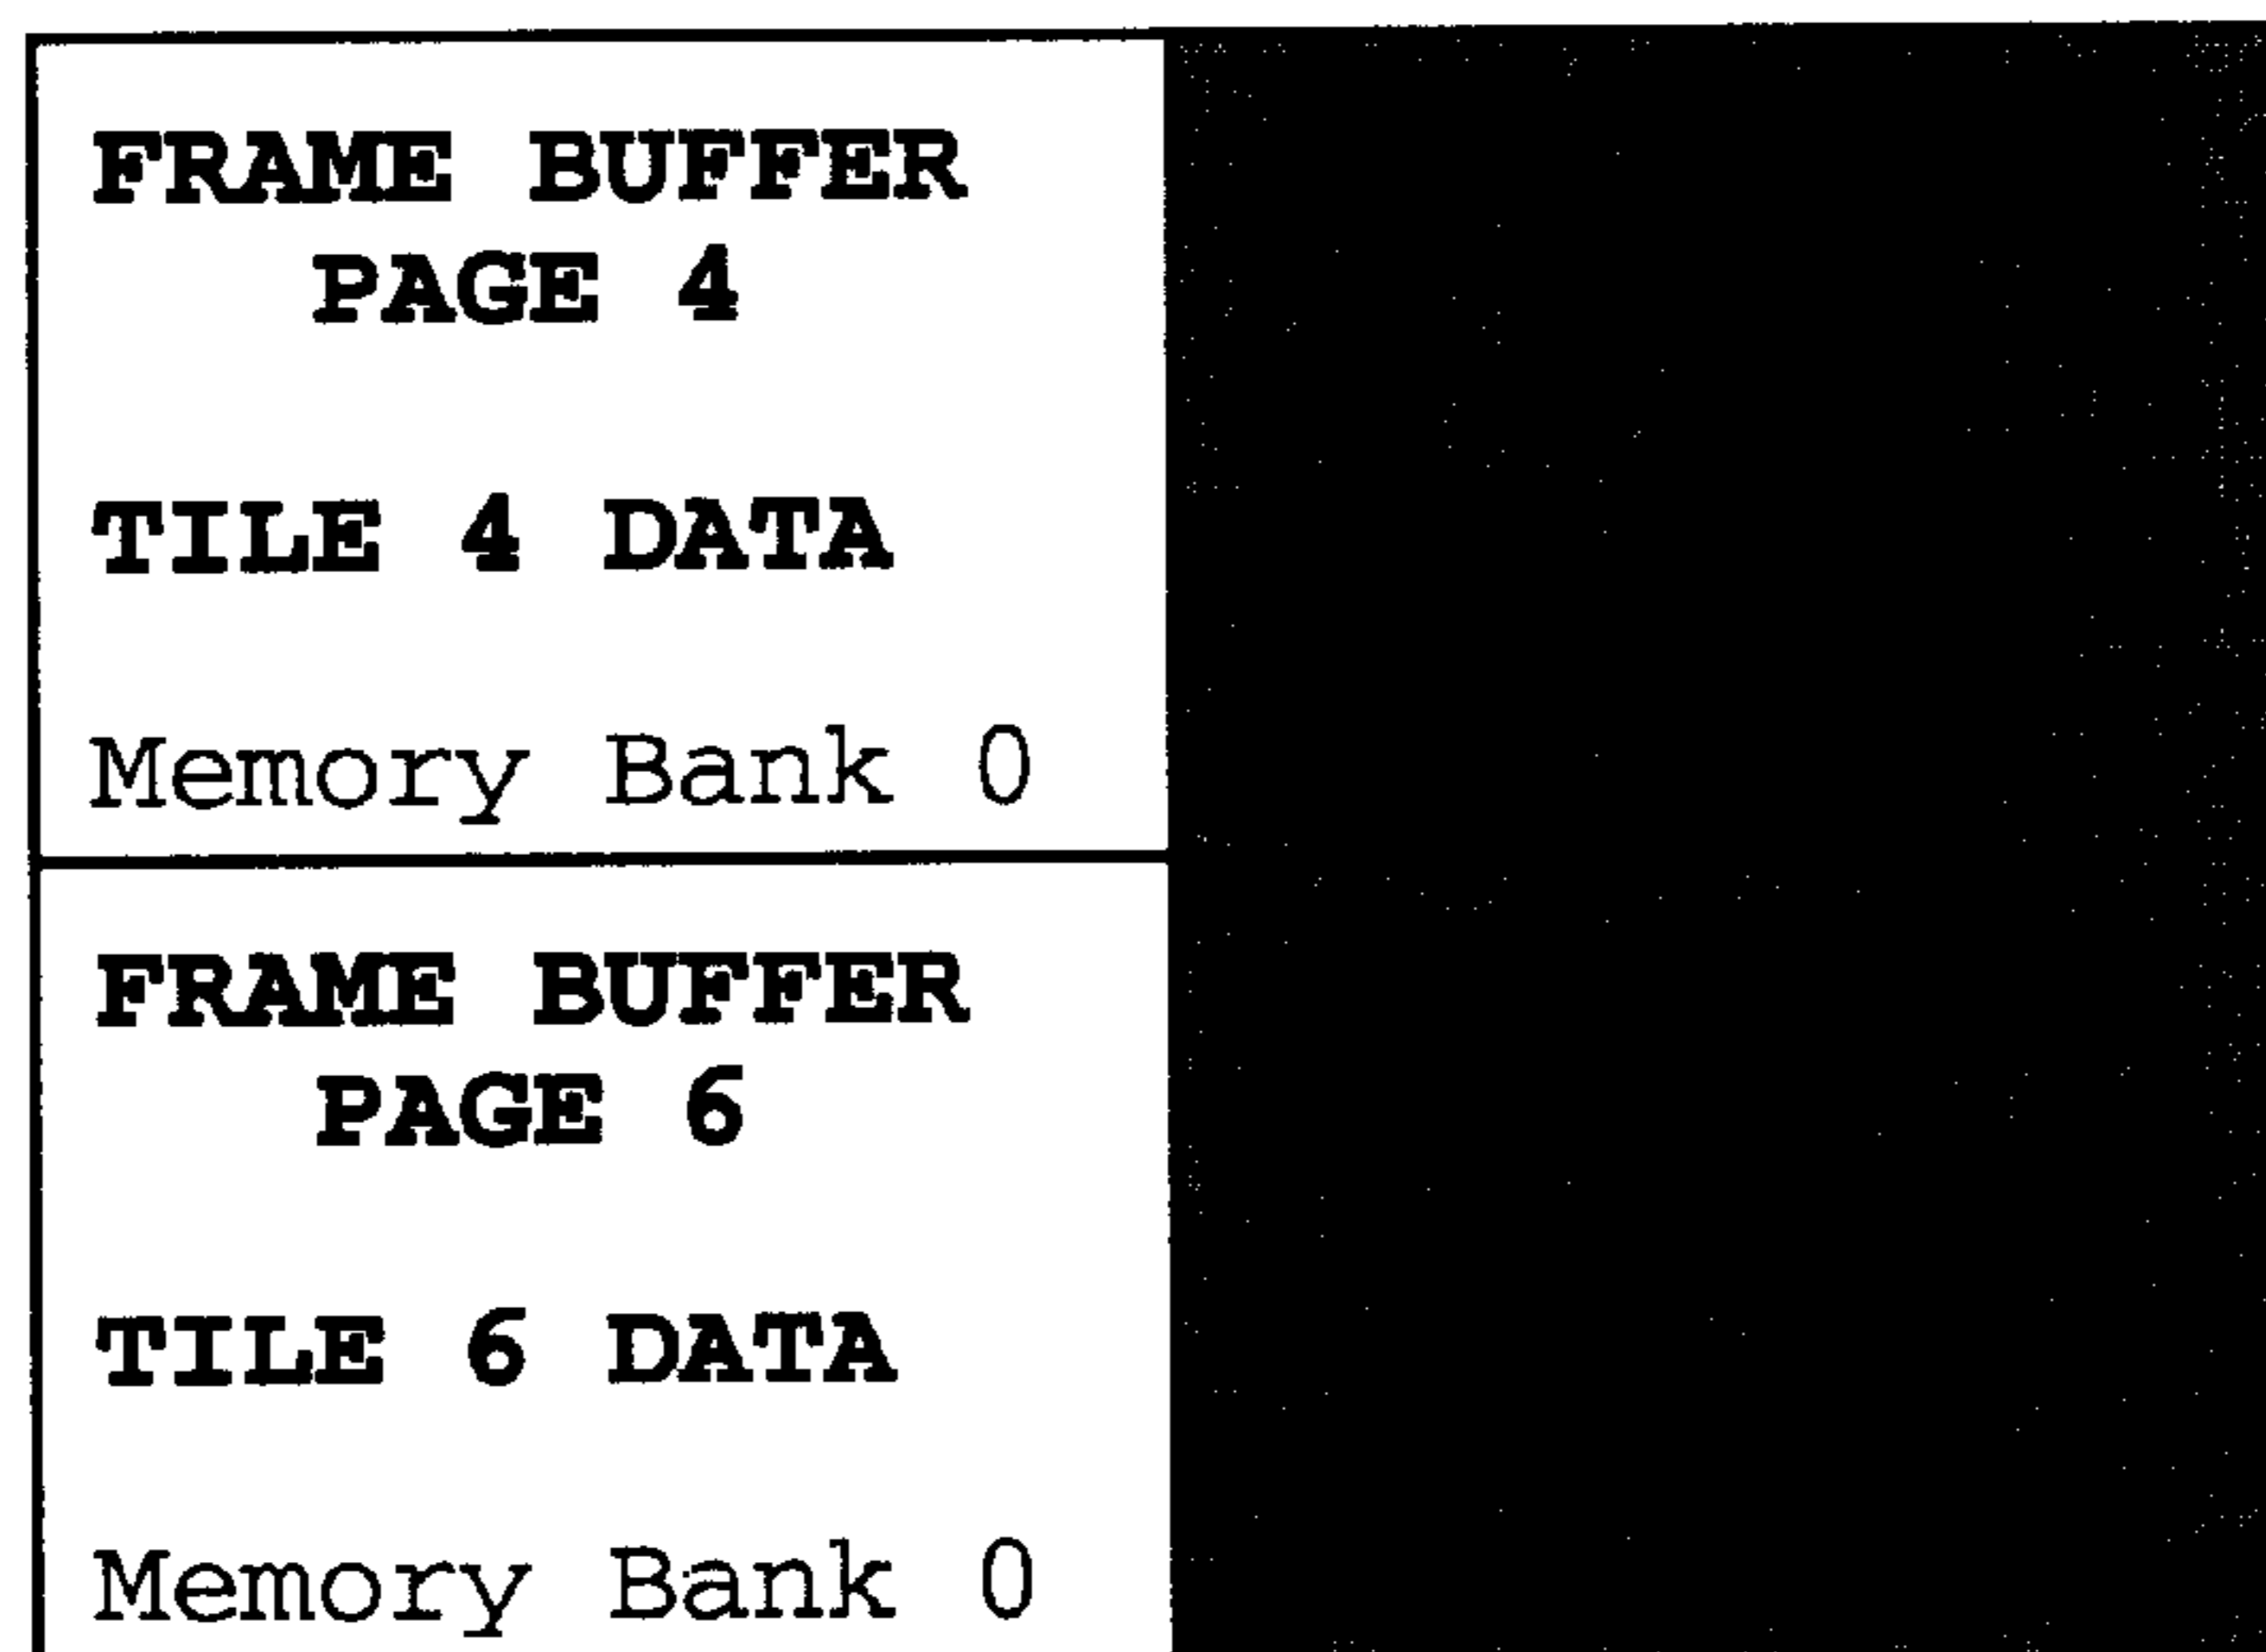 FRAME BUFFER
PAGE 4
TILE 4 DATA
Memory Bank 0
FRAME BUFFER
PAGE 6
TILE 6 DATA
Memory Bank 0